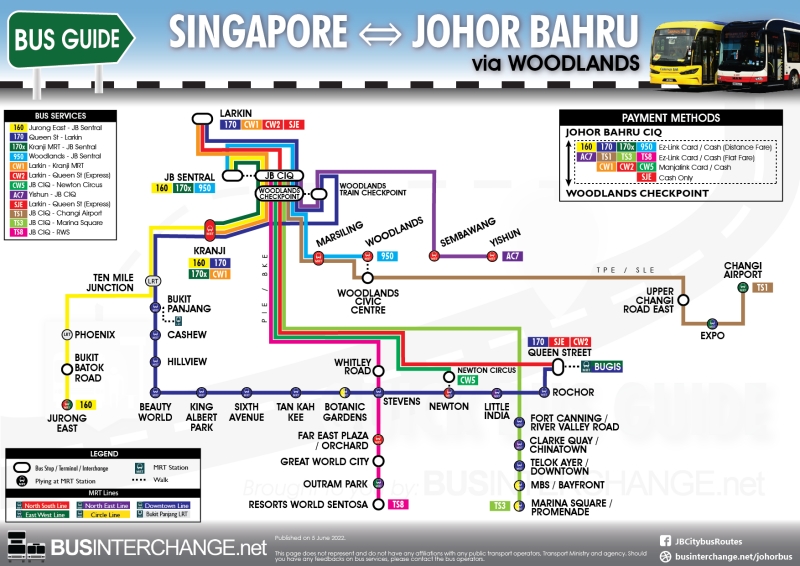 BUS GUIDE
SINGAPORE ⇔ JOHOR BAHRU
via WOODLANDS
BUS SERVICES
160 Jurong East - JB Sentral
170 Queen St - Larkin
170x Kranji MRT - JB Sentral
950 Woodlands - JB Sentral
CW1 Larkin - Kranji MRT
CW2 Larkin - Queen St (Express)
CW5 JB CIQ - Newton Circus
AC7 Yishun - JB CIQ
SJE Larkin - Queen St (Express)
TS1 JB CIQ - Changi Airport
TS3 JB CIQ - Marina Square
TS8 JB CIQ - RWS
PAYMENT METHODS
JOHOR BAHRU CIQ
160 170 170x 950 Ez-Link Card / Cash (Distance Fare)
AC7 TS1 TS3 TS8 Ez-Link Card / Cash (Flat Fare)
CW1 CW2 CW5 Manjalink Card / Cash
SJE Cash Only
WOODLANDS CHECKPOINT
LARKIN
170 CW1 CW2 SJE
JB SENTRAL
160 170x 950
JB CIQ
WOODLANDS
CHECKPOINT
WOODLANDS
TRAIN CHECKPOINT
KRANJI
160 170
170x CW1
MARSILING
WOODLANDS
950
SEMBAWANG
YISHUN
AC7
WOODLANDS
CIVIC
CENTRE
TPE / SLE
PIE / BKE
UPPER
CHANGI
ROAD EAST
EXPO
CHANGI
AIRPORT
TS1
TEN MILE
JUNCTION
LRT
BUKIT
PANJANG
LRT
PHOENIX
CASHEW
BUKIT
BATOK
ROAD
HILLVIEW
JURONG
EAST
160
BEAUTY
WORLD
KING
ALBERT
PARK
SIXTH
AVENUE
TAN KAH
KEE
BOTANIC
GARDENS
STEVENS
NEWTON
LITTLE
INDIA
ROCHOR
WHITLEY
ROAD
NEWTON CIRCUS
CW5
170 SJE CW2
QUEEN STREET
BUGIS
FAR EAST PLAZA
/ ORCHARD
GREAT WORLD CITY
OUTRAM PARK
RESORTS WORLD SENTOSA
TS8
FORT CANNING /
RIVER VALLEY ROAD
CLARKE QUAY /
CHINATOWN
TELOK AYER /
DOWNTOWN
MBS / BAYFRONT
TS3
MARINA SQUARE /
PROMENADE
LEGEND
Bus Stop / Terminal / Interchange
MRT Station
Plying at MRT Station
Walk
MRT Lines
North South Line
North East Line
Downtown Line
East West Line
Circle Line
Bukit Panjang LRT
Brought to you by: BUSINTERCHANGE.net
BUSINTERCHANGE.net
Published on 5 June 2022.
This page does not represent and do not have any affiliations with any public transport operators, Transport Ministry and agency. Should
you have any feedbacks on bus services, please contact the bus operators.
JBCitybusRoutes
businterchange.net/johorbus